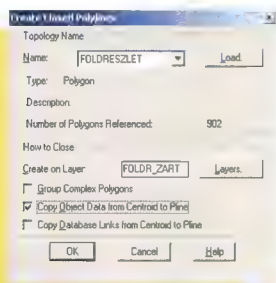 Create Closed Polylines
Topology Name
Name: FOLDRESZLET Load.
Type: Polygon
Description
Number of Polygons Referenced: 902
How to Close
Create on Layer FOLDR_ZART Layers.
Group Complex Polygons
Copy Object Data from Centroid to Pline
Copy Database Links from Centroid to Pline
OK Cancel Help